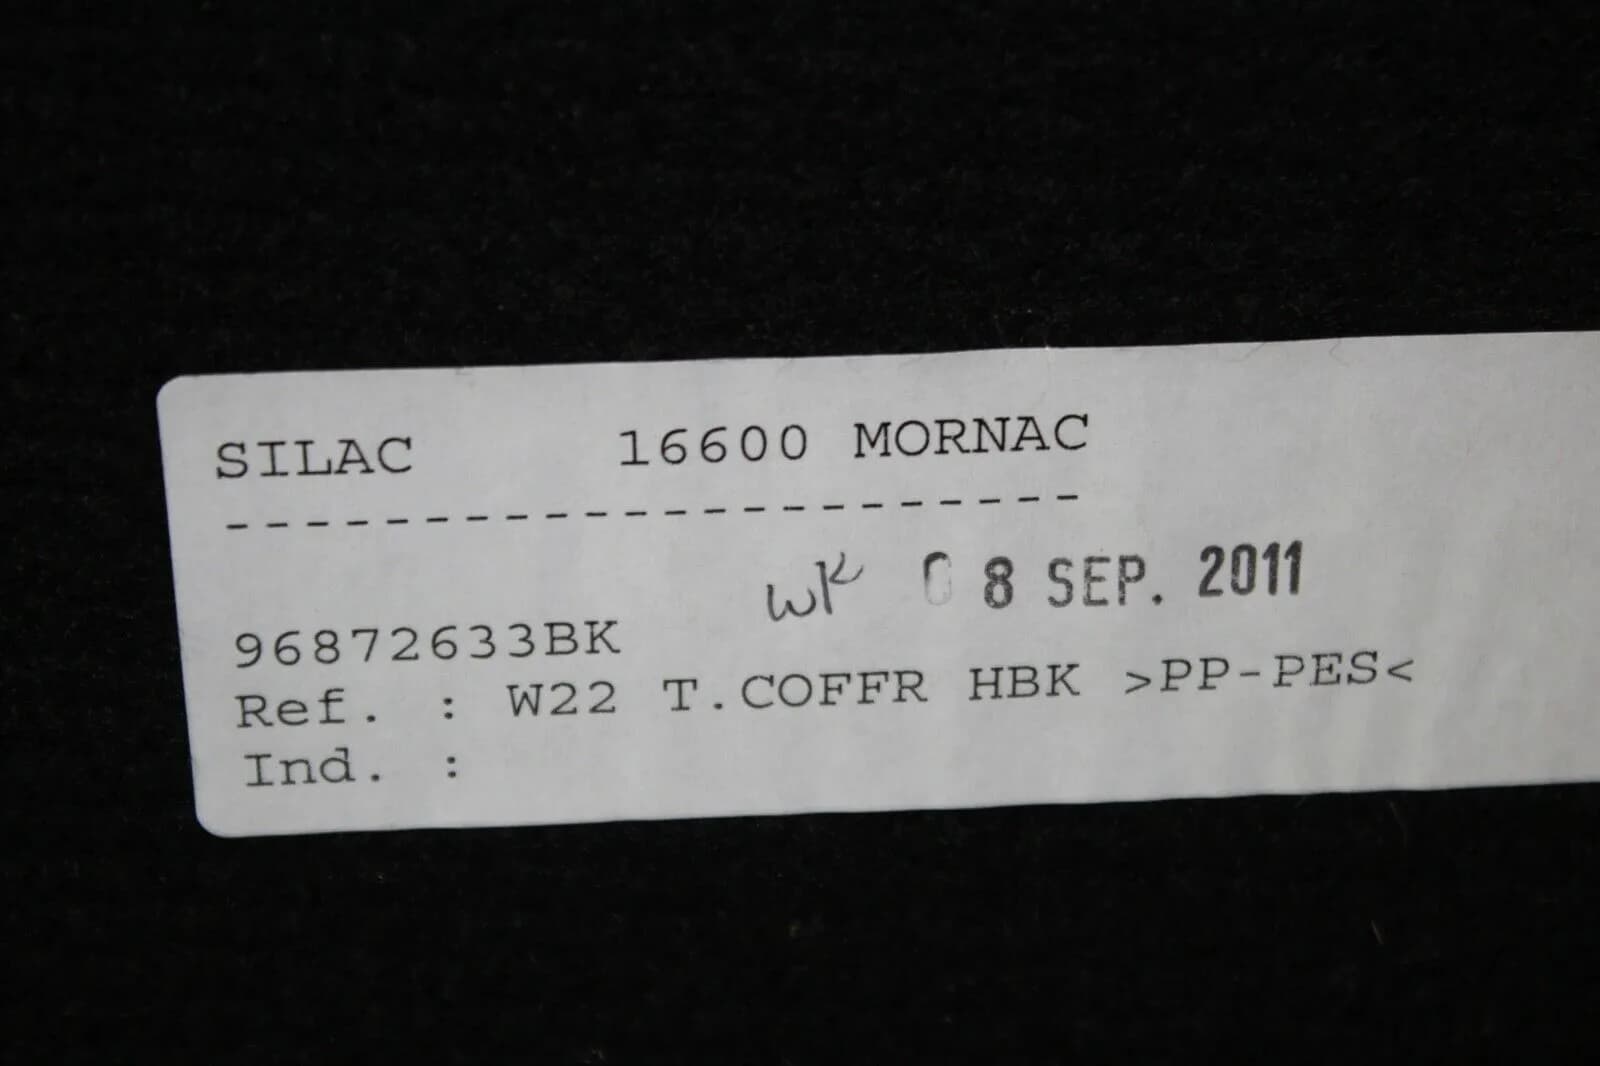 SILAC 16600 MORNAC
------------------------
wk 08 SEP. 2011
96872633BK
Ref. : W22 T.COFFR HBK >PP-PES<
Ind. :